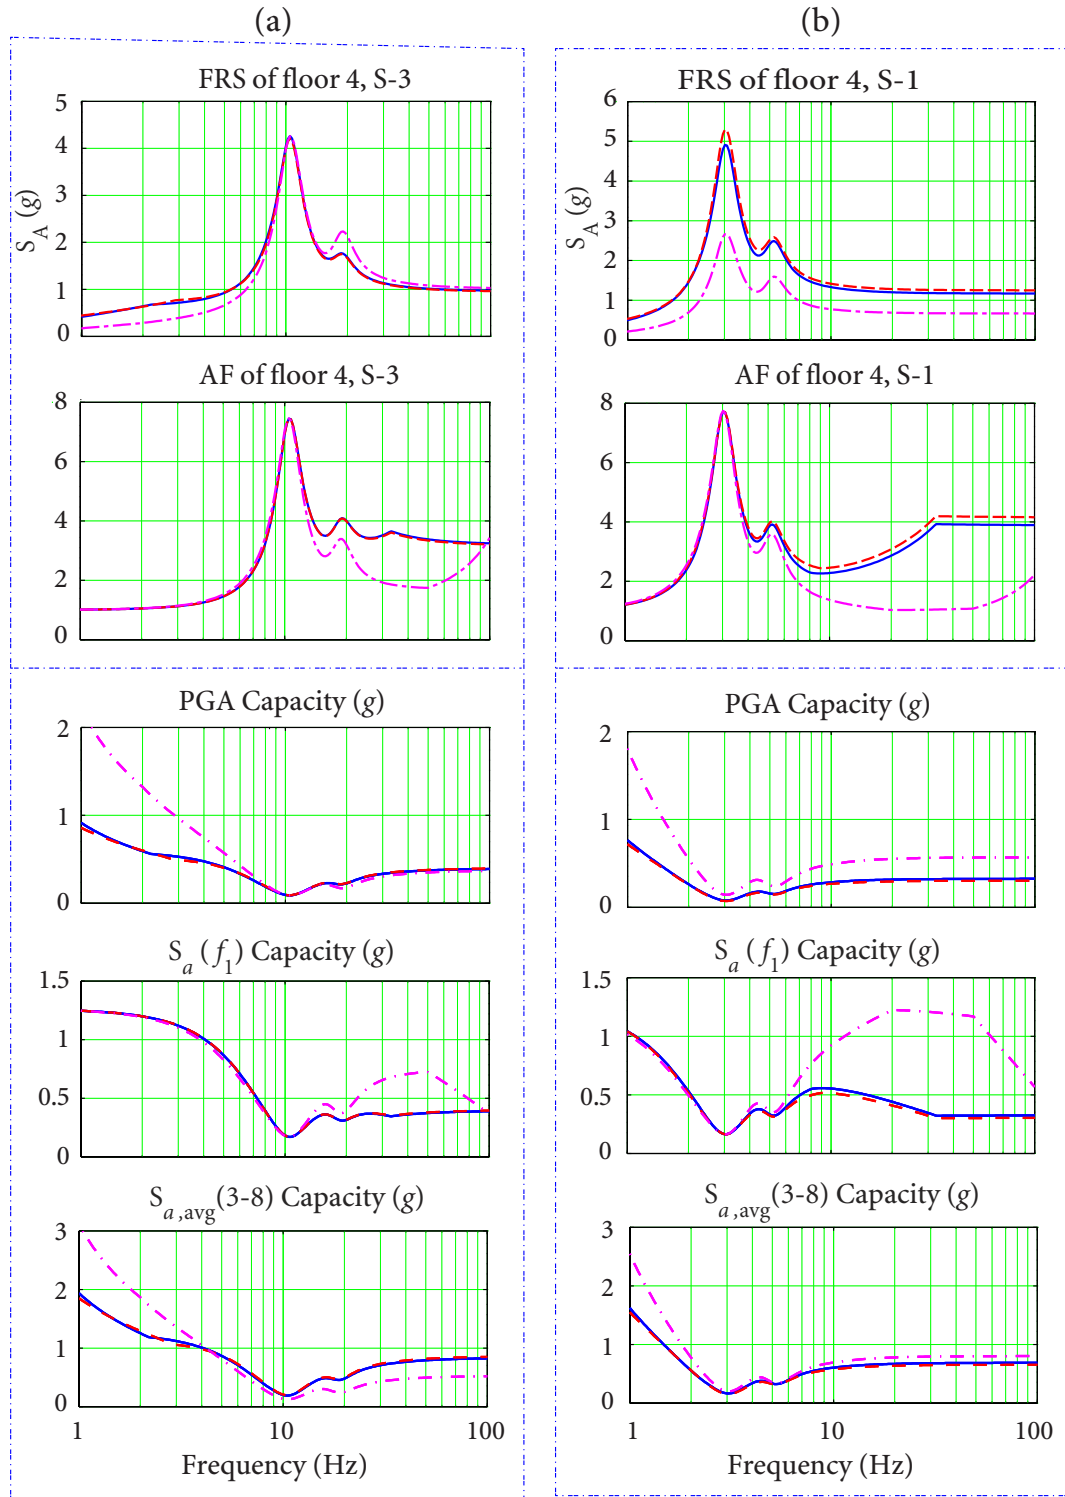 (a)
FRS of floor 4, S-3
5
4
3
2
1
0
S_A (g)
AF of floor 4, S-3
8
6
4
2
0
PGA Capacity (g)
2
1
0
S_a (f_1) Capacity (g)
1.5
1
0.5
0
S_a,avg(3-8) Capacity (g)
3
2
1
0
1 10 100
Frequency (Hz)
(b)
FRS of floor 4, S-1
6
5
4
3
2
1
0
S_A (g)
AF of floor 4, S-1
8
6
4
2
0
PGA Capacity (g)
2
1
0
S_a (f_1) Capacity (g)
1.5
1
0.5
0
S_a,avg(3-8) Capacity (g)
3
2
1
0
1 10 100
Frequency (Hz)